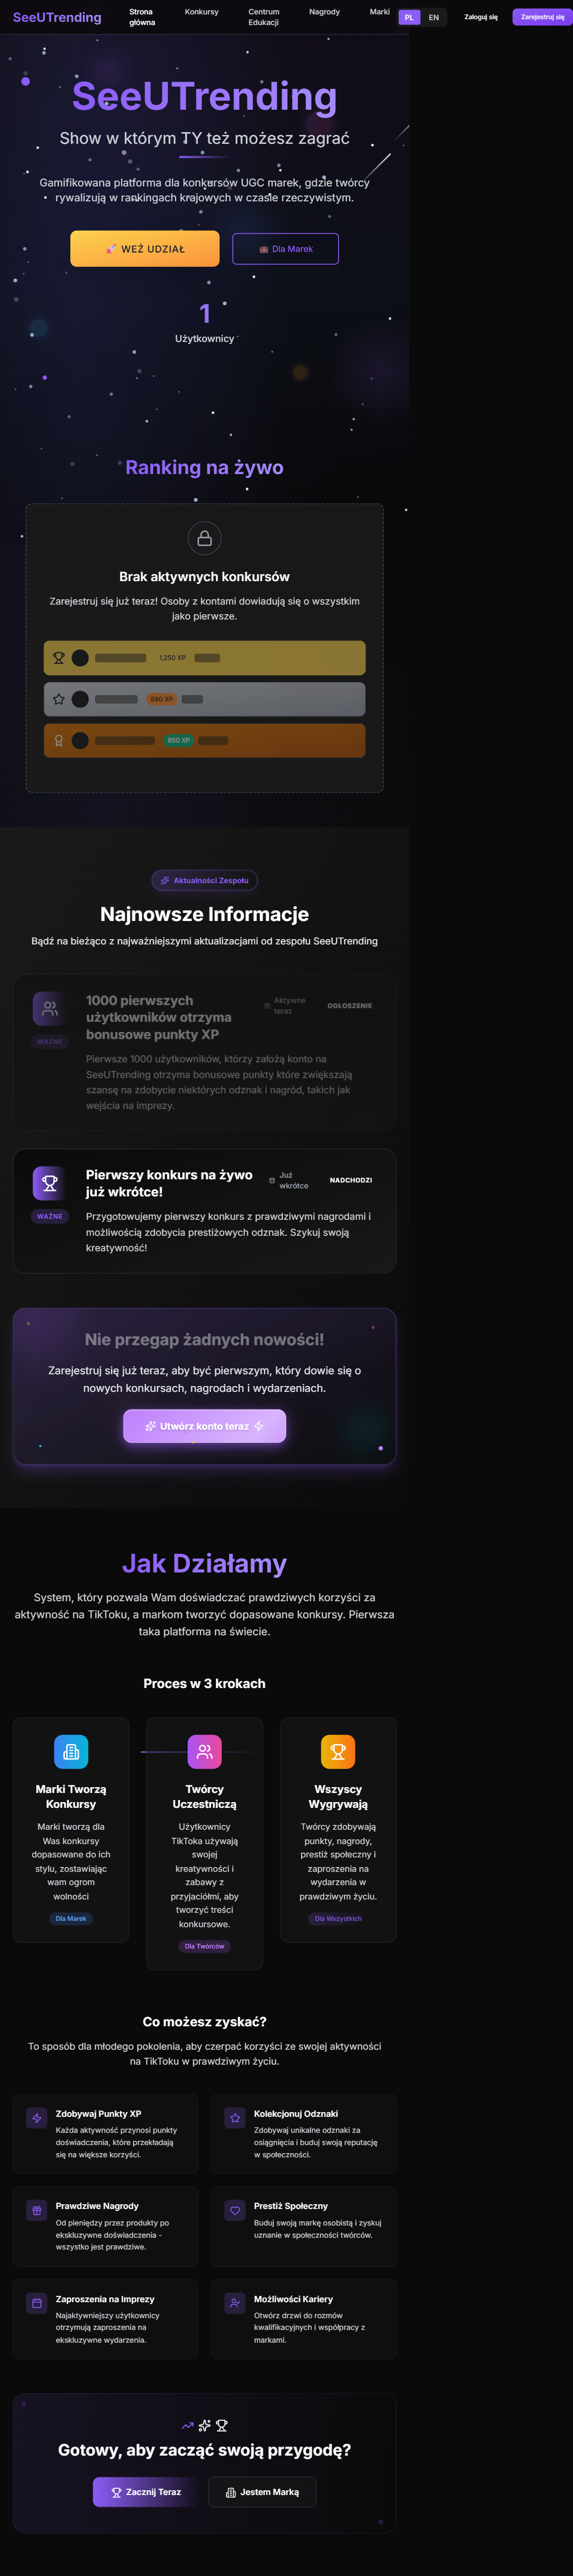 SeeUTrending
Strona
główna
Konkursy
Centrum
Edukacji
Nagrody
Marki
PL
EN
Zaloguj się
Zarejestruj się
SeeUTrending
Show w którym TY też możesz zagrać
Gamifikowana platforma dla konkursów UGC marek, gdzie twórcy
rywalizują w rankingach krajowych w czasie rzeczywistym.
🚀 WEŹ UDZIAŁ
💼 Dla Marek
1
Użytkownicy
Ranking na żywo
Brak aktywnych konkursów
Zarejestruj się już teraz! Osoby z kontami dowiadują się o wszystkim
jako pierwsze.
1,250 XP
890 XP
650 XP
Aktualności Zespołu
Najnowsze Informacje
Bądź na bieżąco z najważniejszymi aktualizacjami od zespołu SeeUTrending
WAŻNE
1000 pierwszych
użytkowników otrzyma
bonusowe punkty XP
Aktywne
teraz
OGŁOSZENIE
Pierwsze 1000 użytkowników, którzy założą konto na
SeeUTrending otrzyma bonusowe punkty które zwiększają
szansę na zdobycie niektórych odznak i nagród, takich jak
wejścia na imprezy.
WAŻNE
Pierwszy konkurs na żywo
już wkrótce!
Już
wkrótce
NADCHODZI
Przygotowujemy pierwszy konkurs z prawdziwymi nagrodami i
możliwością zdobycia prestiżowych odznak. Szykuj swoją
kreatywność!
Nie przegap żadnych nowości!
Zarejestruj się już teraz, aby być pierwszym, który dowie się o
nowych konkursach, nagrodach i wydarzeniach.
Utwórz konto teraz
Jak Działamy
System, który pozwala Wam doświadczać prawdziwych korzyści za
aktywność na TikToku, a markom tworzyć dopasowane konkursy. Pierwsza
taka platforma na świecie.
Proces w 3 krokach
Marki Tworzą
Konkursy
Marki tworzą dla
Was konkursy
dopasowane do ich
stylu, zostawiając
wam ogrom
wolności
Dla Marek
Twórcy
Uczestniczą
Użytkownicy
TikToka używają
swojej
kreatywności i
zabawy z
przyjaciółmi, aby
tworzyć treści
konkursowe.
Dla Twórców
Wszyscy
Wygrywają
Twórcy zdobywają
punkty, nagrody,
prestiż społeczny i
zaproszenia na
wydarzenia w
prawdziwym życiu.
Dla Wszystkich
Co możesz zyskać?
To sposób dla młodego pokolenia, aby czerpać korzyści ze swojej aktywności
na TikToku w prawdziwym życiu.
Zdobywaj Punkty XP
Każda aktywność przynosi punkty
doświadczenia, które przekładają
się na większe korzyści.
Kolekcjonuj Odznaki
Zdobywaj unikalne odznaki za
osiągnięcia i buduj swoją reputację
w społeczności.
Prawdziwe Nagrody
Od pieniędzy przez produkty po
ekskluzywne doświadczenia -
wszystko jest prawdziwe.
Prestiż Społeczny
Buduj swoją markę osobistą i zyskuj
uznanie w społeczności twórców.
Zaproszenia na Imprezy
Najaktywniejszy użytkownicy
otrzymują zaproszenia na
ekskluzywne wydarzenia.
Możliwości Kariery
Otwórz drzwi do rozmów
kwalifikacyjnych i współpracy z
markami.
Gotowy, aby zacząć swoją przygodę?
Zacznij Teraz
Jestem Marką